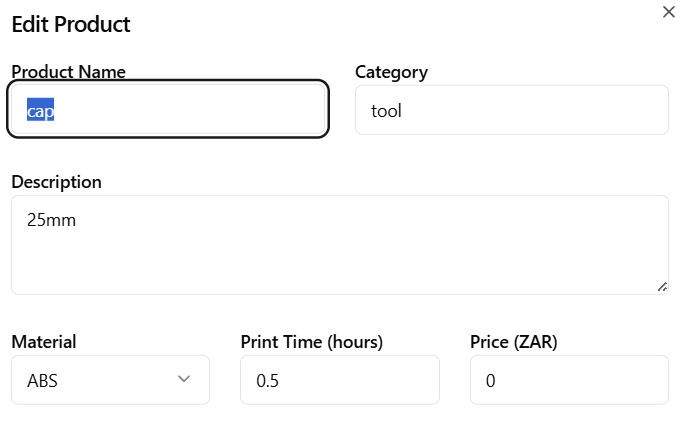 Edit Product
Product Name
Category
cap
tool
Description
25mm
Material
Print Time (hours)
Price (ZAR)
ABS
0.5
0